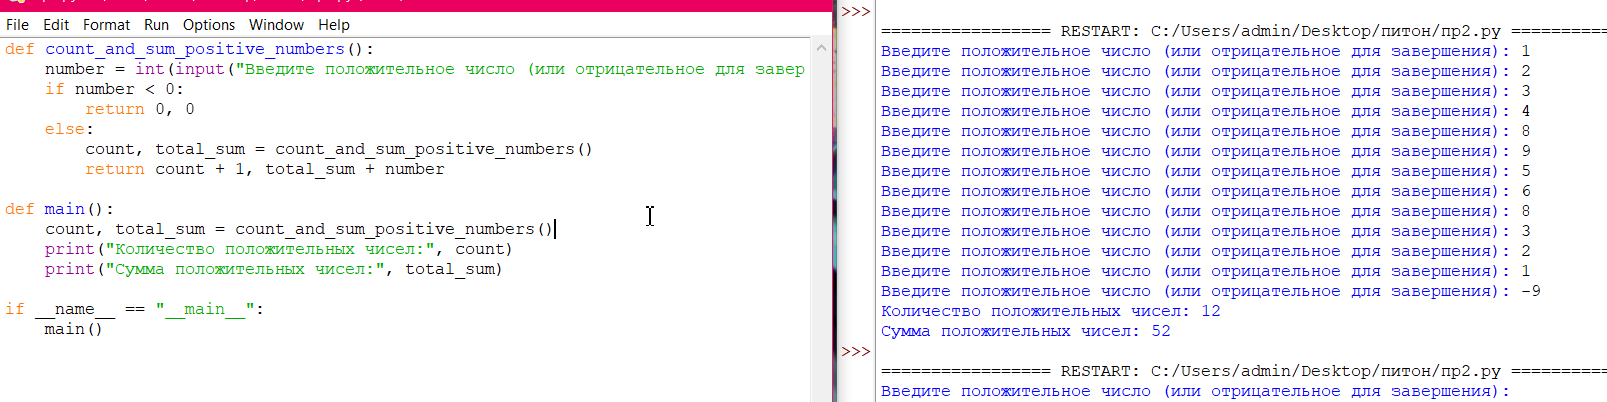 File Edit Format Run Options Window Help
def count_and_sum_positive_numbers():
    number = int(input("Введите положительное число (или отрицательное для завер
    if number < 0:
        return 0, 0
    else:
        count, total_sum = count_and_sum_positive_numbers()
        return count + 1, total_sum + number
def main():
    count, total_sum = count_and_sum_positive_numbers()
    print("Количество положительных чисел:", count)
    print("Сумма положительных чисел:", total_sum)
if __name__ == "__main__":
    main()
>>>
================= RESTART: C:/Users/admin/Desktop/питон/пр2.py ==========
Введите положительное число (или отрицательное для завершения): 1
Введите положительное число (или отрицательное для завершения): 2
Введите положительное число (или отрицательное для завершения): 3
Введите положительное число (или отрицательное для завершения): 4
Введите положительное число (или отрицательное для завершения): 8
Введите положительное число (или отрицательное для завершения): 9
Введите положительное число (или отрицательное для завершения): 5
Введите положительное число (или отрицательное для завершения): 6
Введите положительное число (или отрицательное для завершения): 8
Введите положительное число (или отрицательное для завершения): 3
Введите положительное число (или отрицательное для завершения): 2
Введите положительное число (или отрицательное для завершения): 1
Введите положительное число (или отрицательное для завершения): -9
Количество положительных чисел: 12
Сумма положительных чисел: 52
>>>
================= RESTART: C:/Users/admin/Desktop/питон/пр2.py ==========
Введите положительное число (или отрицательное для завершения):